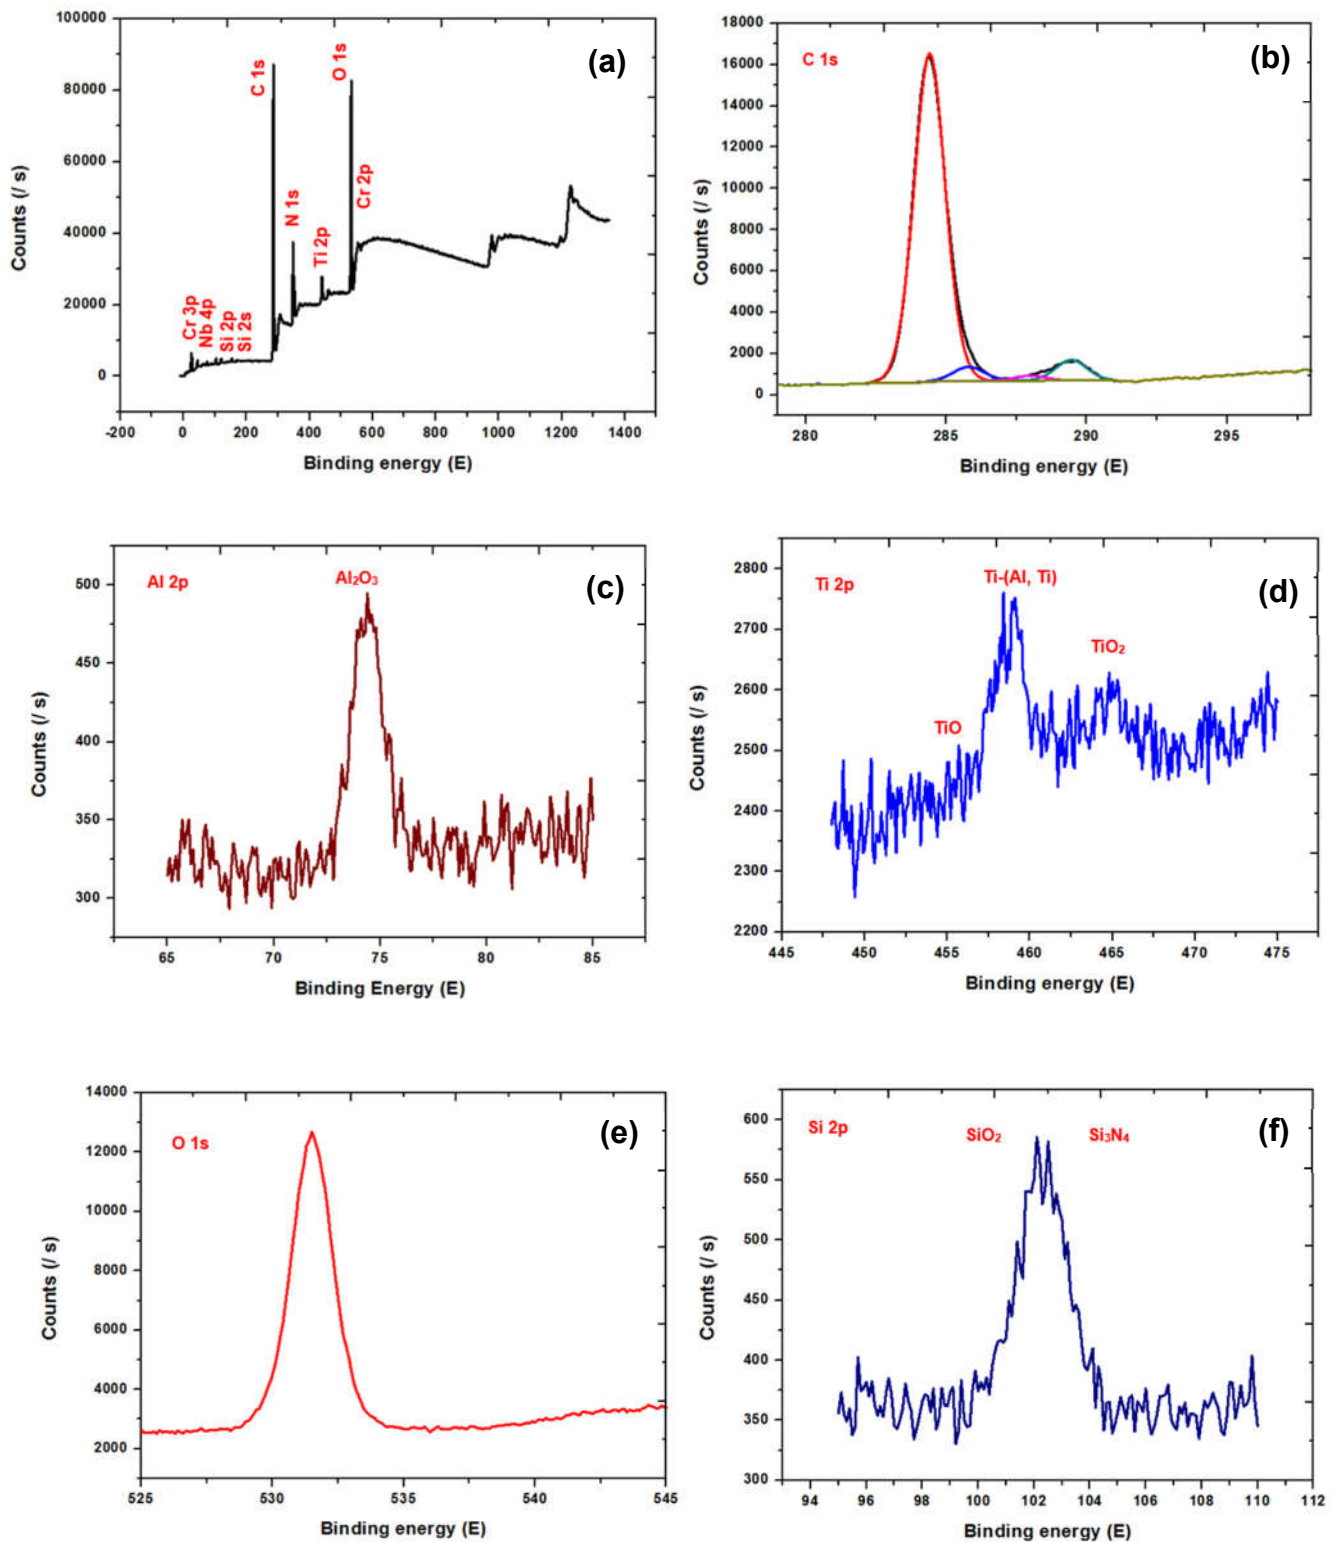 (a)
100000
80000
60000
40000
20000
0
Counts (/ s)
C 1s
O 1s
N 1s
Ti 2p
Cr 2p
Cr 3p
Nb 4p
Si 2p
Si 2s
-200 0 200 400 600 800 1000 1200 1400
Binding energy (E)
(b)
C 1s
18000
16000
14000
12000
10000
8000
6000
4000
2000
0
Counts (/ s)
280 285 290 295
Binding energy (E)
(c)
Al 2p
Al₂O₃
500
450
400
350
300
Counts (/ s)
65 70 75 80 85
Binding Energy (E)
(d)
Ti 2p
Ti-(Al, Ti)
TiO₂
TiO
2800
2700
2600
2500
2400
2300
2200
Counts (/ s)
445 450 455 460 465 470 475
Binding energy (E)
(e)
O 1s
14000
12000
10000
8000
6000
4000
2000
Counts (/ s)
525 530 535 540 545
Binding energy (E)
(f)
Si 2p
SiO₂
Si₃N₄
600
550
500
450
400
350
300
Counts (/ s)
94 96 98 100 102 104 106 108 110 112
Binding energy (E)